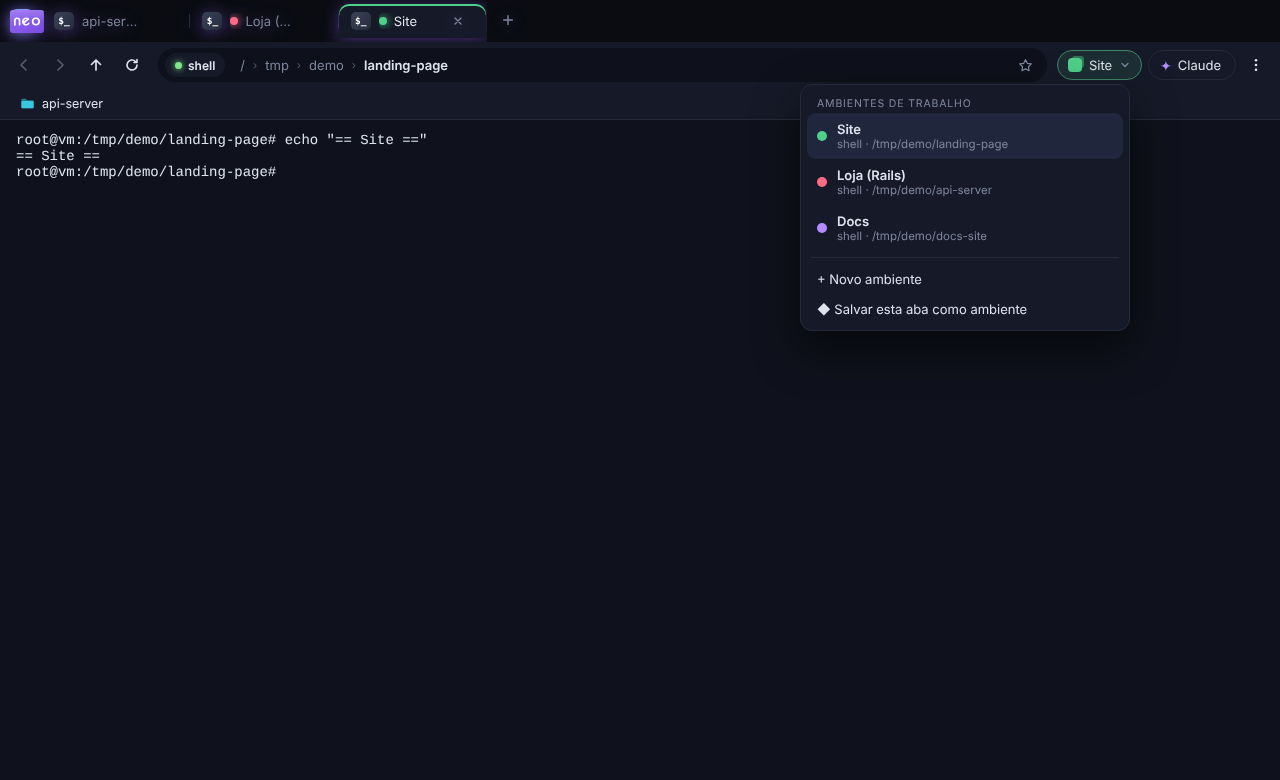 neo $_ api-ser... $_ Loja (... $_ Site × +
shell / › tmp › demo › landing-page Site Claude
api-server
AMBIENTES DE TRABALHO
Site
shell · /tmp/demo/landing-page
Loja (Rails)
shell · /tmp/demo/api-server
Docs
shell · /tmp/demo/docs-site
+ Novo ambiente
◆ Salvar esta aba como ambiente
root@vm:/tmp/demo/landing-page# echo "== Site =="
== Site ==
root@vm:/tmp/demo/landing-page#